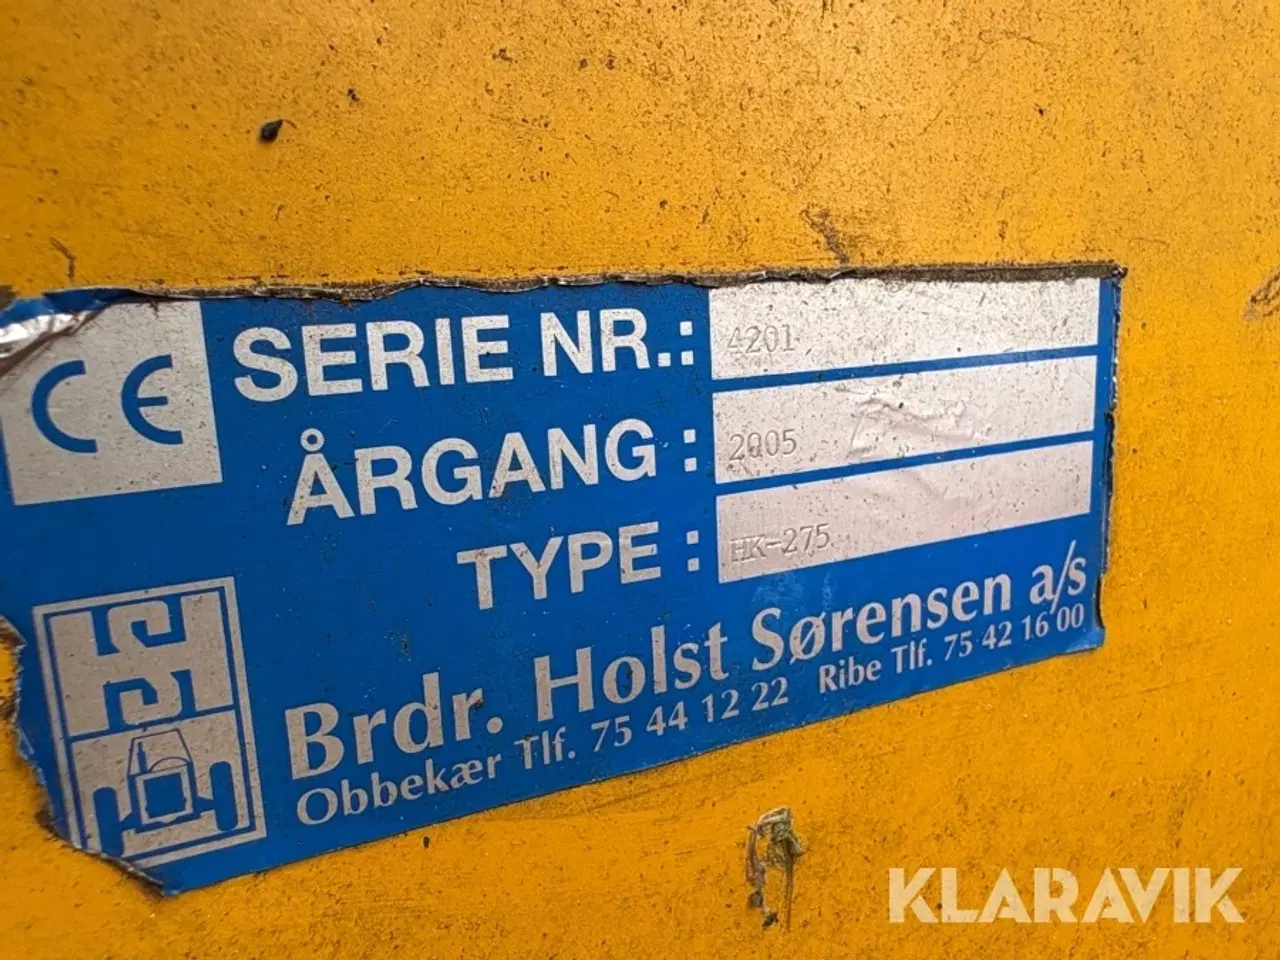 CE
SERIE NR.: 4201
ÅRGANG : 2005
TYPE : HK-275
HS
Brdr. Holst Sørensen a/s
Obbekær Tlf. 75 44 12 22 Ribe Tlf. 75 42 16 00
KLARAVIK